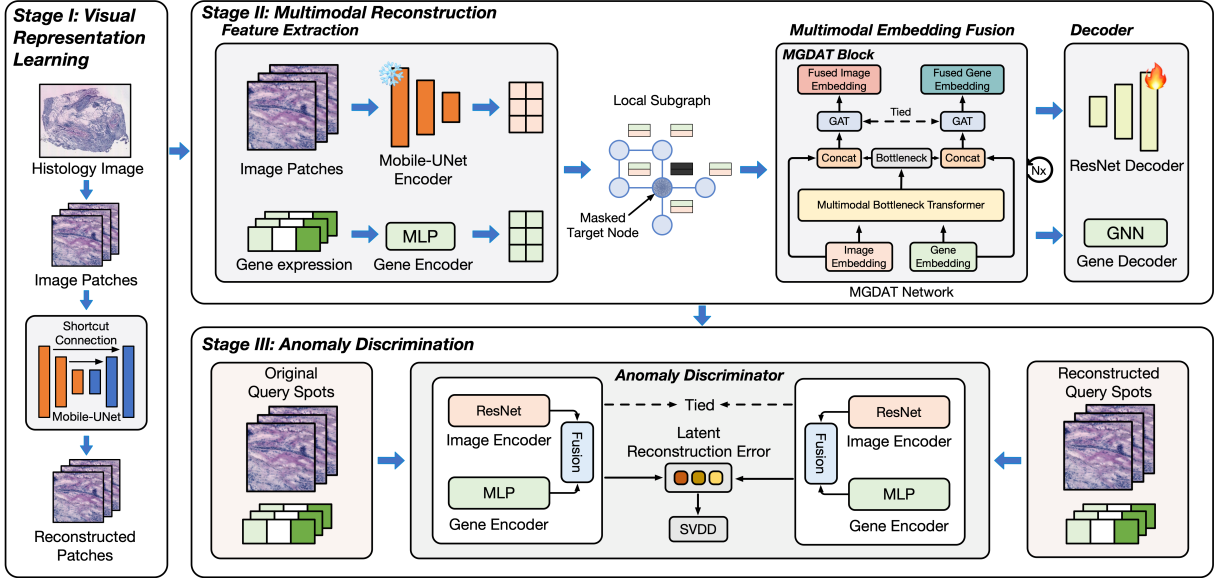 Stage I: Visual
Representation
Learning
Histology Image
Image Patches
Shortcut
Connection
Mobile-UNet
Reconstructed
Patches
Stage II: Multimodal Reconstruction
Feature Extraction
Image Patches
Mobile-UNet
Encoder
Gene expression
MLP
Gene Encoder
Local Subgraph
Masked
Target Node
Multimodal Embedding Fusion
MGDAT Block
Fused Image
Embedding
Fused Gene
Embedding
GAT
Tied
GAT
Concat
Bottleneck
Concat
Multimodal Bottleneck Transformer
Image
Embedding
Gene
Embedding
Nx
MGDAT Network
Decoder
ResNet Decoder
GNN
Gene Decoder
Stage III: Anomaly Discrimination
Original
Query Spots
Anomaly Discriminator
ResNet
Image Encoder
Fusion
MLP
Gene Encoder
Tied
Latent
Reconstruction Error
SVDD
ResNet
Image Encoder
Fusion
MLP
Gene Encoder
Reconstructed
Query Spots